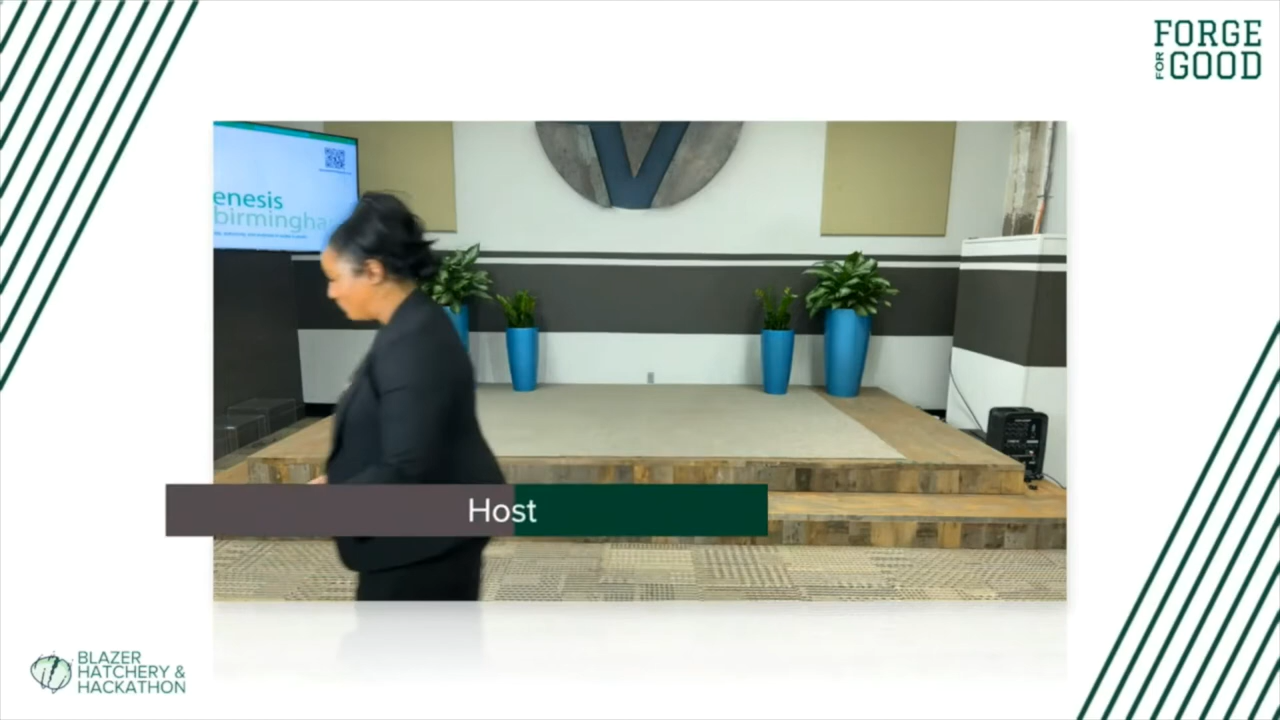 FORGE
FOR
GOOD
enesis
birmingha
V
Host
BLAZER
HATCHERY &
HACKATHON